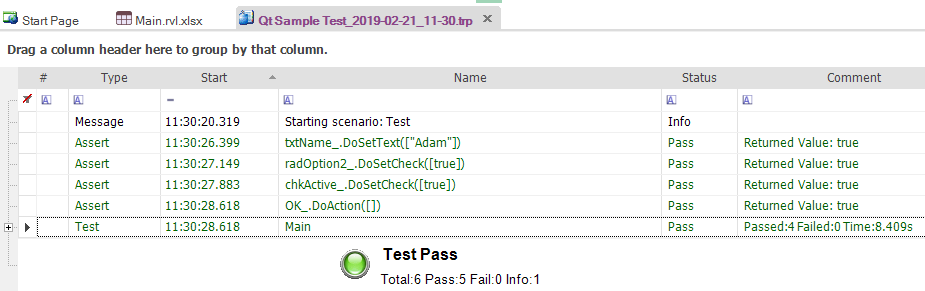 Start Page Main.rvl.xlsx Qt Sample Test_2019-02-21_11-30.trp
Drag a column header here to group by that column.
# Type Start Name Status Comment
Message 11:30:20.319 Starting scenario: Test Info
Assert 11:30:26.399 txtName_.DoSetText(["Adam"]) Pass Returned Value: true
Assert 11:30:27.149 radOption2_.DoSetCheck([true]) Pass Returned Value: true
Assert 11:30:27.883 chkActive_.DoSetCheck([true]) Pass Returned Value: true
Assert 11:30:28.618 OK_.DoAction([]) Pass Returned Value: true
Test 11:30:28.618 Main Pass Passed:4 Failed:0 Time:8.409s
Test Pass
Total:6 Pass:5 Fail:0 Info:1